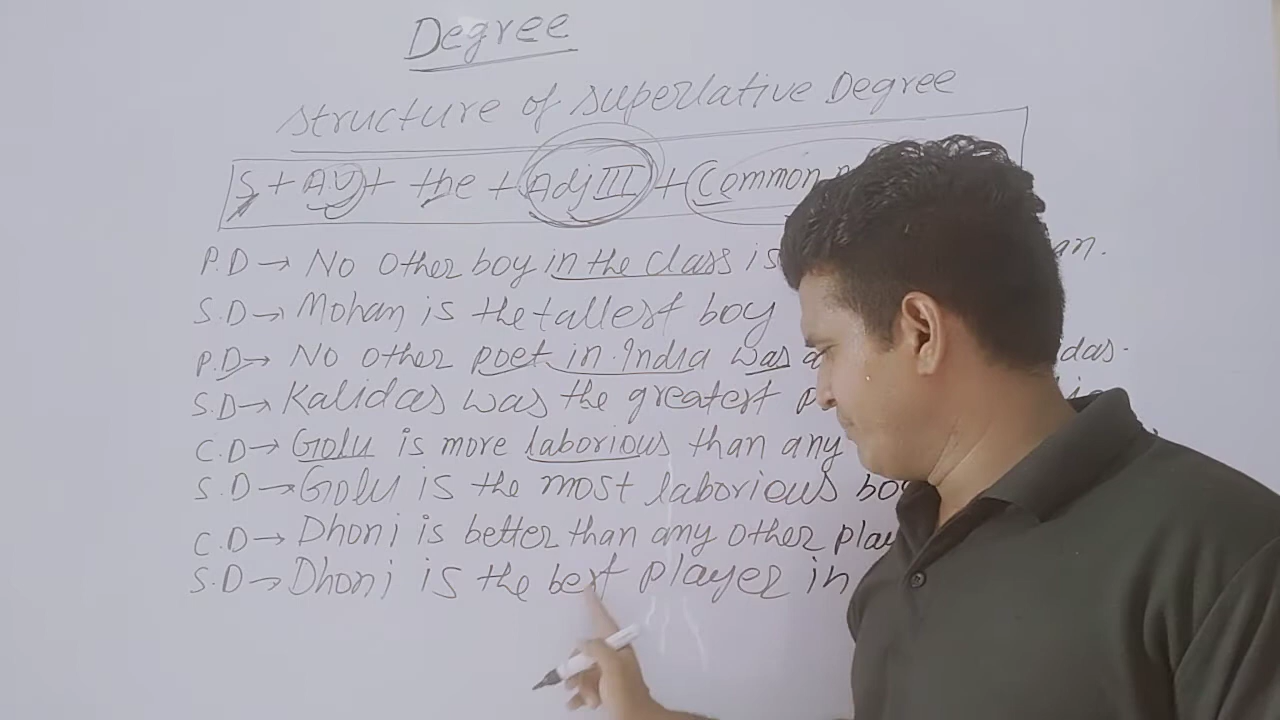 Degree
Structure of Superlative Degree
S + A.V + the + Adj III + Common
P.D → No other boy in the class is
S.D → Mohan is the tallest boy
P.D → No other poet in India was
S.D → Kalidas was the greatest
C.D → Golu is more laborious than any
S.D → Golu is the most laborious
C.D → Dhoni is better than any other
S.D → Dhoni is the best player in